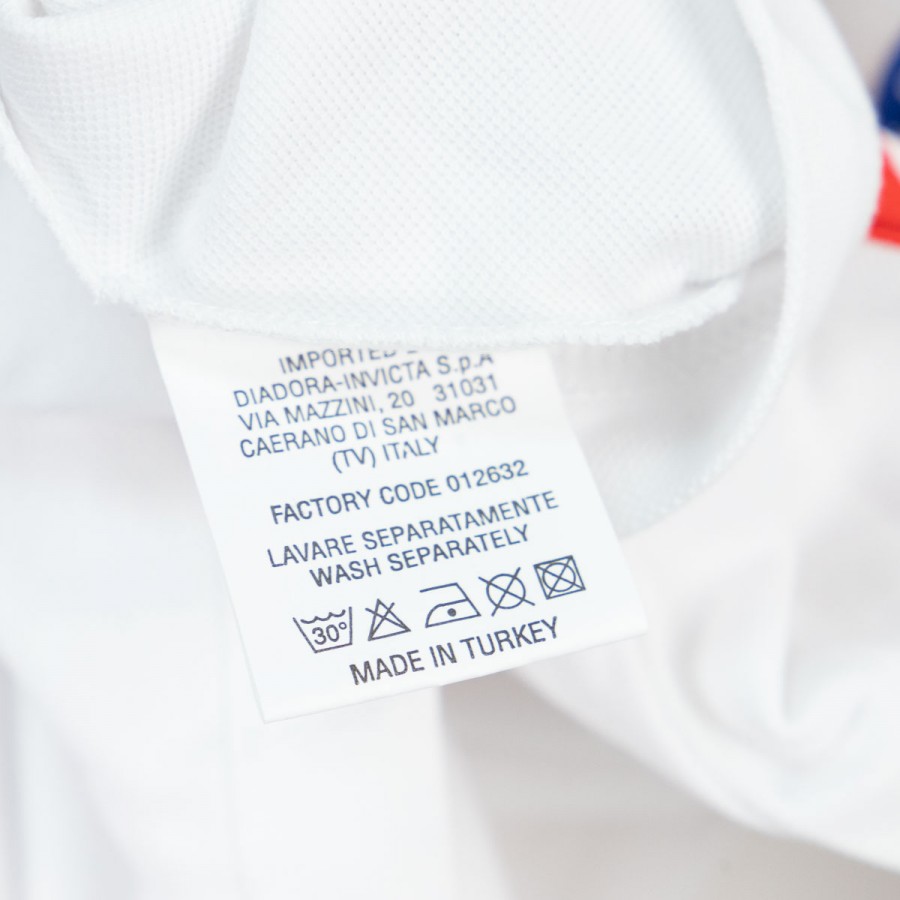 IMPORTED
DIADORA-INVICTA S.p.A
VIA MAZZINI, 20 31031
CAERANO DI SAN MARCO
(TV) ITALY
FACTORY CODE 012632
LAVARE SEPARATAMENTE
WASH SEPARATELY
30°
MADE IN TURKEY